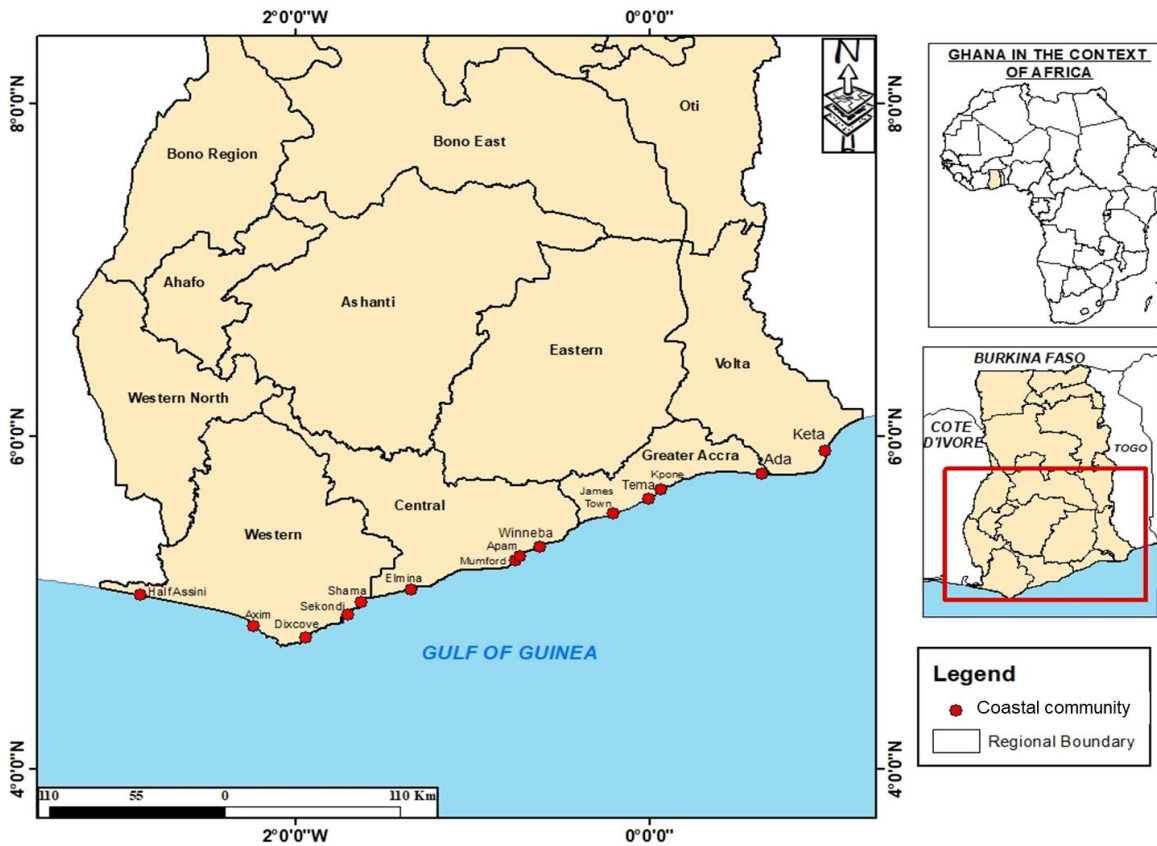 2°0'0"W
0°0'0"
8°0'0"N
6°0'0"N
4°0'0"N
8°0'0"N
6°0'0"N
4°0'0"N
N
Oti
Bono East
Bono Region
Ahafo
Ashanti
Eastern
Volta
Western North
Keta
Greater Accra
Ada
Kpone
Tema
James
Town
Central
Western
Winneba
Apam
Mumford
Elmina
Shama
Sekondi
Half Assini
Axim
Dixcove
GULF OF GUINEA
110
55
0
110 Km
2°0'0"W
0°0'0"
GHANA IN THE CONTEXT
OF AFRICA
BURKINA FASO
COTE
D'IVORE
TOGO
Legend
Coastal community
Regional Boundary